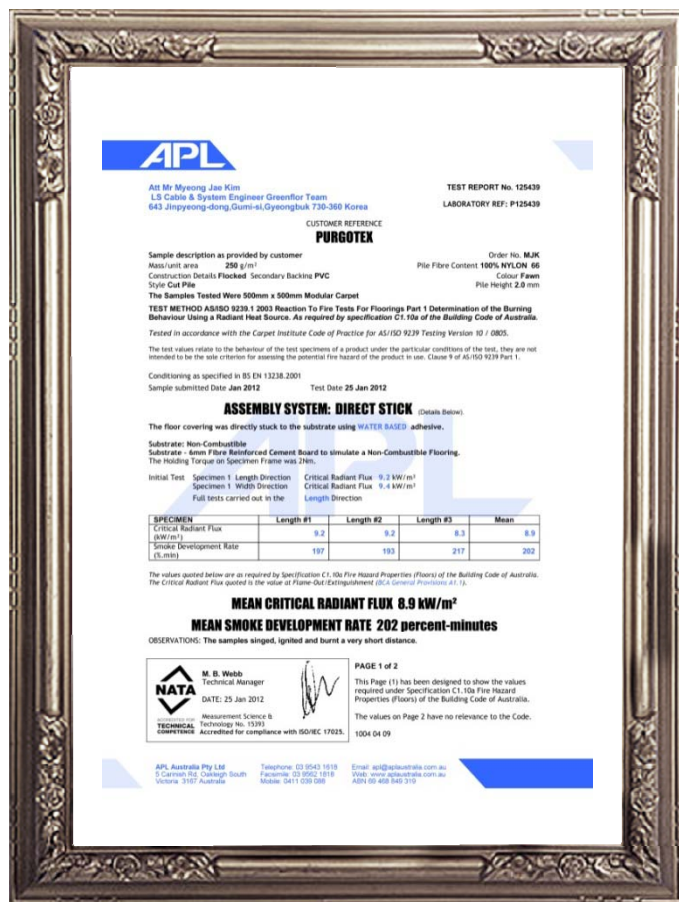 APL
Att Mr Myeong Jae Kim
LS Cable & System Engineer Greenflor Team
643 Jinpyeong-dong,Gumi-si,Gyeongbuk 730-360 Korea
TEST REPORT No. 125439
LABORATORY REF: P125439
CUSTOMER REFERENCE
PURGOTEX
Sample description as provided by customer
Order No. MJK
Mass/unit area 250 g/m²
Pile Fibre Content 100% NYLON 66
Construction Details Flocked Secondary Backing PVC
Colour Fawn
Style Cut Pile
Pile Height 2.0 mm
The Samples Tested Were 500mm x 500mm Modular Carpet
TEST METHOD AS/ISO 9239.1 2003 Reaction To Fire Tests For Floorings Part 1 Determination of the Burning
Behaviour Using a Radiant Heat Source. As required by specification C1.10a of the Building Code of Australia.
Tested in accordance with the Carpet Institute Code of Practice for AS/ISO 9239 Testing Version 10 / 0805.
The test values relate to the behaviour of the test specimens of a product under the particular conditions of the test, they are not
intended to be the sole criterion for assessing the potential fire hazard of the product in use. Clause 9 of AS/ISO 9239 Part 1.
Conditioning as specified in BS EN 13238.2001
Sample submitted Date Jan 2012 Test Date 25 Jan 2012
ASSEMBLY SYSTEM: DIRECT STICK (Details Below).
The floor covering was directly stuck to the substrate using WATER BASED adhesive.
Substrate: Non-Combustible
Substrate - 6mm Fibre Reinforced Cement Board to simulate a Non-Combustible Flooring.
The Holding Torque on Specimen Frame was 2Nm.
Initial Test Specimen 1 Length Direction Critical Radiant Flux 9.2 kW/m²
Specimen 1 Width Direction Critical Radiant Flux 9.4 kW/m²
Full tests carried out in the Length Direction
SPECIMEN Length #1 Length #2 Length #3 Mean
Critical Radiant Flux
(kW/m²) 9.2 9.2 8.3 8.9
Smoke Development Rate
(%.min) 197 193 217 202
The values quoted below are as required by Specification C1.10a Fire Hazard Properties (Floors) of the Building Code of Australia.
The Critical Radiant Flux quoted is the value at Flame-Out/Extinguishment (BCA General Provisions A1.1).
MEAN CRITICAL RADIANT FLUX 8.9 kW/m²
MEAN SMOKE DEVELOPMENT RATE 202 percent-minutes
OBSERVATIONS: The samples singed, ignited and burnt a very short distance.
NATA
ACCREDITED FOR
TECHNICAL
COMPETENCE
M. B. Webb
Technical Manager
DATE: 25 Jan 2012
Measurement Science &
Technology No. 15393
Accredited for compliance with ISO/IEC 17025.
PAGE 1 of 2
This Page (1) has been designed to show the values
required under Specification C1.10a Fire Hazard
Properties (Floors) of the Building Code of Australia.
The values on Page 2 have no relevance to the Code.
1004 04 09
APL Australia Pty Ltd
5 Carinish Rd, Oakleigh South
Victoria 3167 Australia
Telephone: 03 9543 1618
Facsimile: 03 9562 1818
Mobile: 0411 039 088
Email: apl@aplaustralia.com.au
Web: www.aplaustralia.com.au
ABN 69 468 849 319